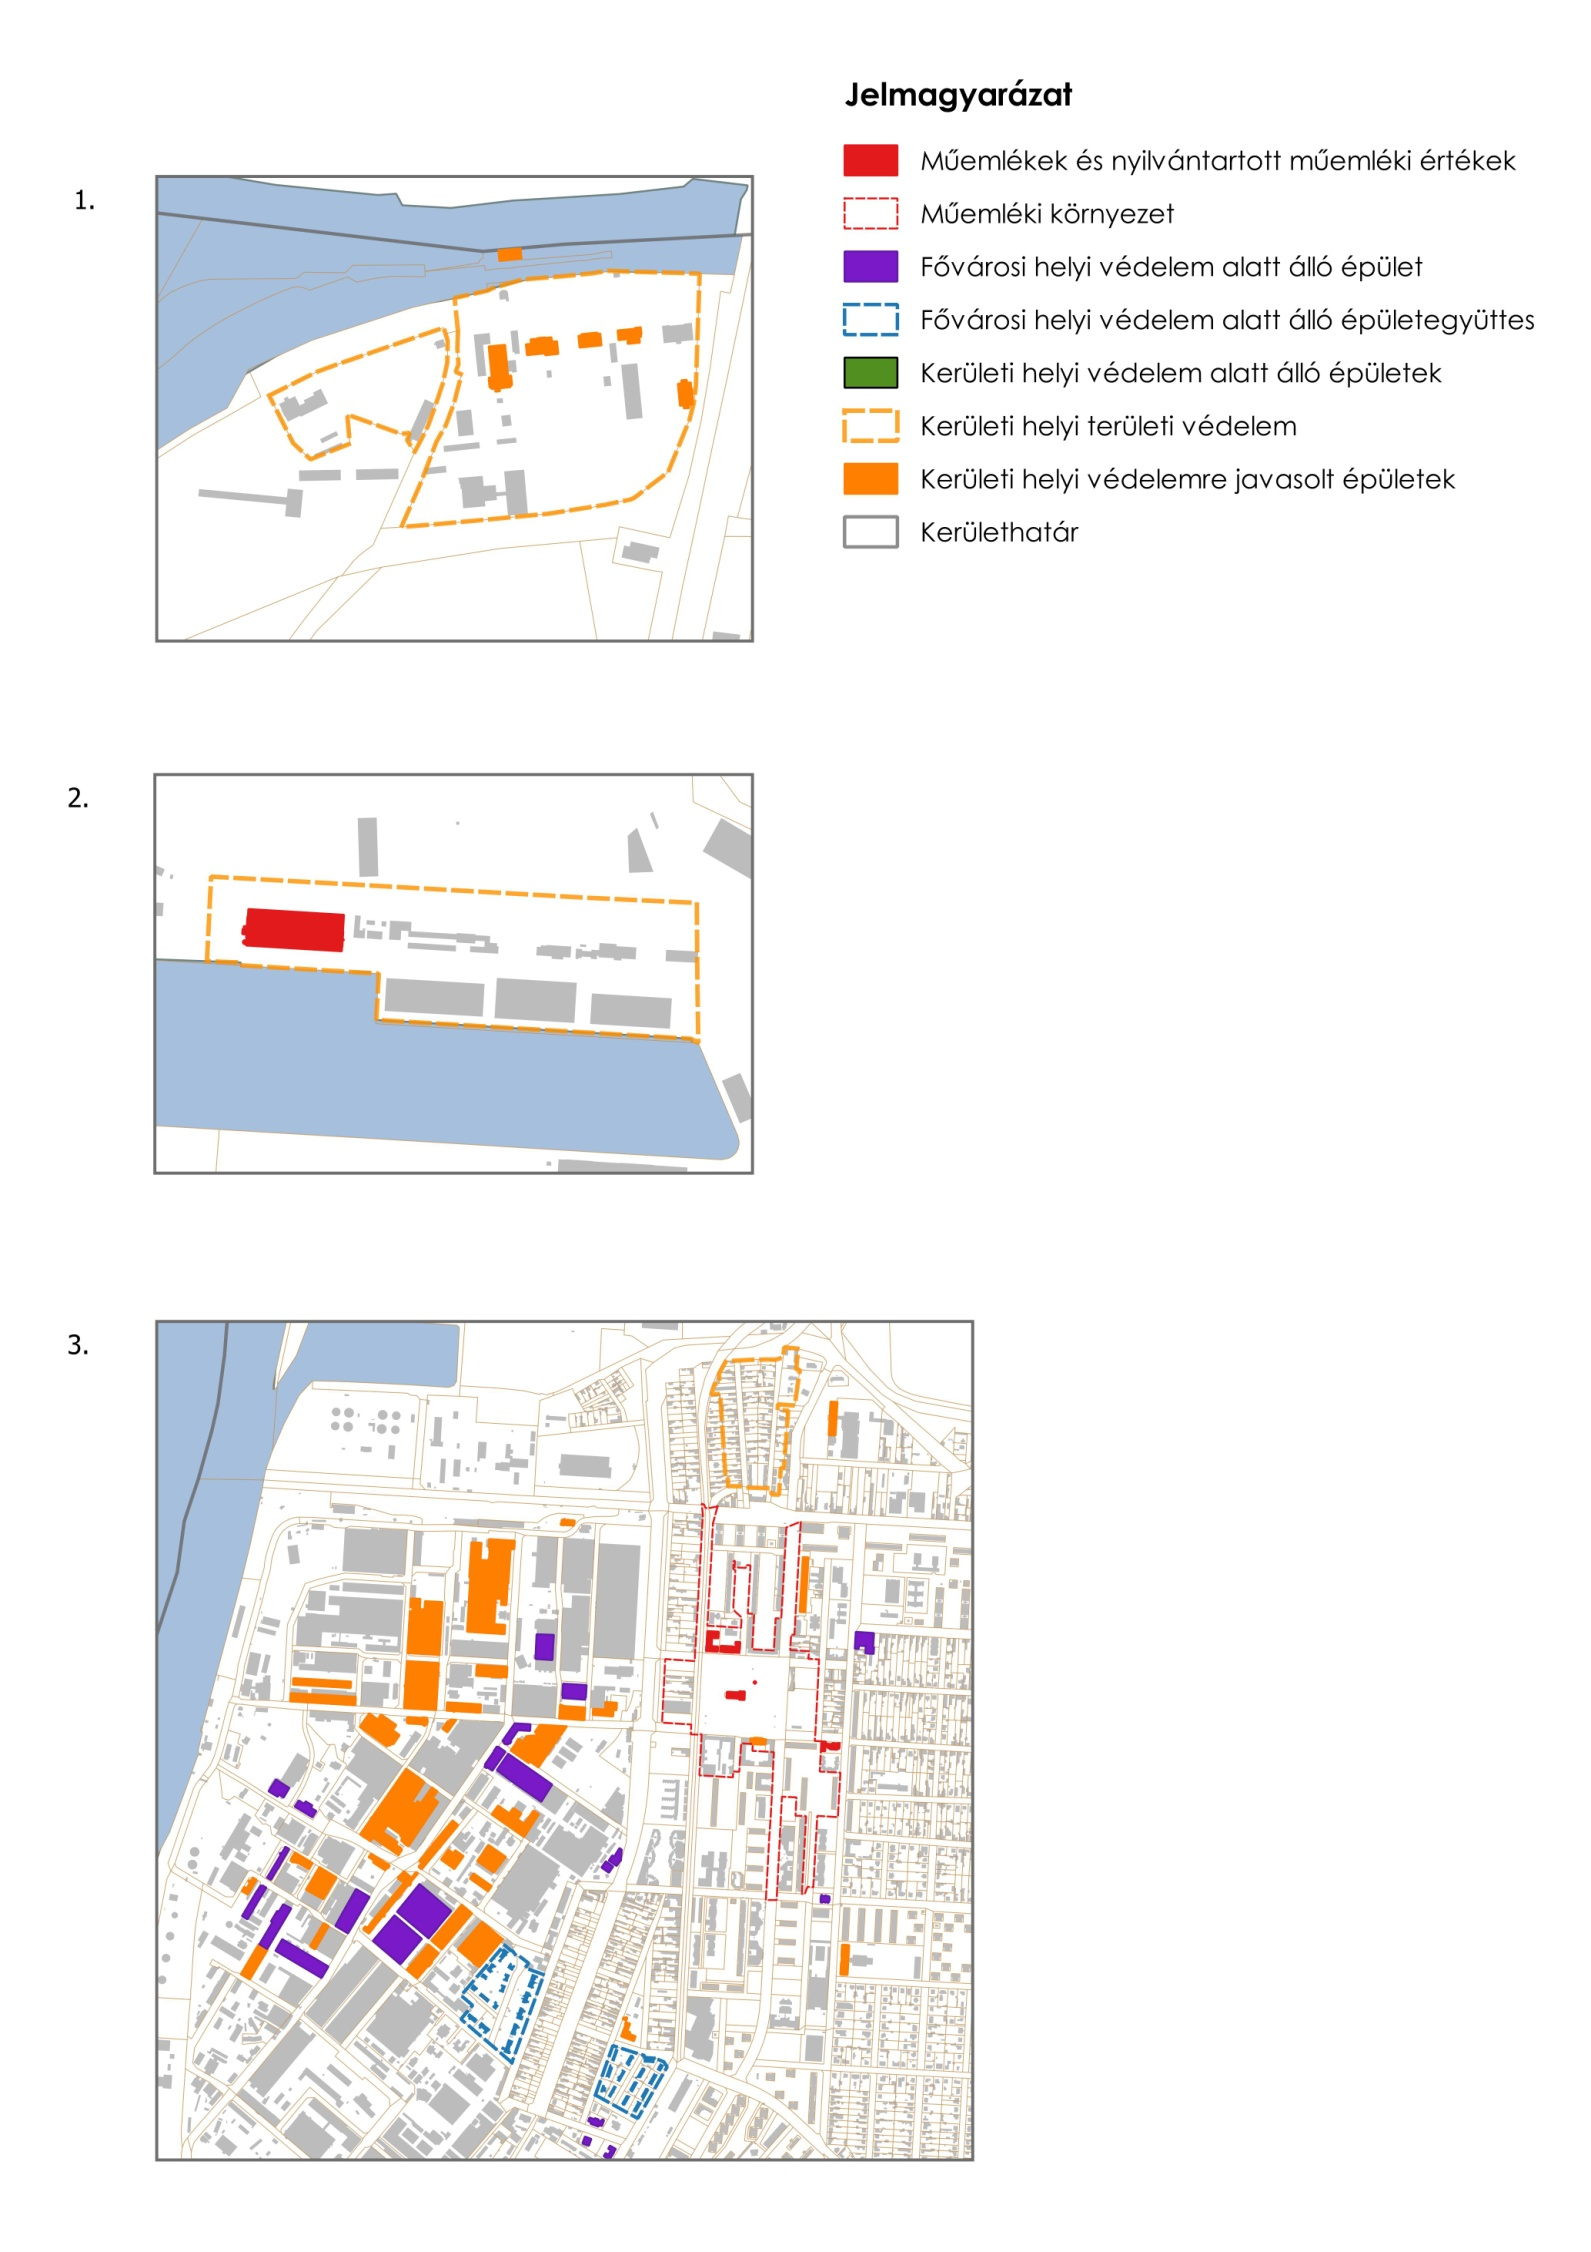 Jelmagyarázat
Műemlékek és nyilvántartott műemléki értékek
Műemléki környezet
Fővárosi helyi védelem alatt álló épület
Fővárosi helyi védelem alatt álló épületegyüttes
Kerületi helyi védelem alatt álló épületek
Kerületi helyi területi védelem
Kerületi helyi védelemre javasolt épületek
Kerülethatár
1.
2.
3.